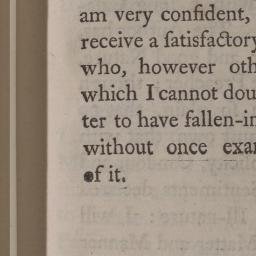 am very confident,
receive a ſatisfactory
who, however oth
which I cannot dou
ter to have fallen-in
without once exa
of it.